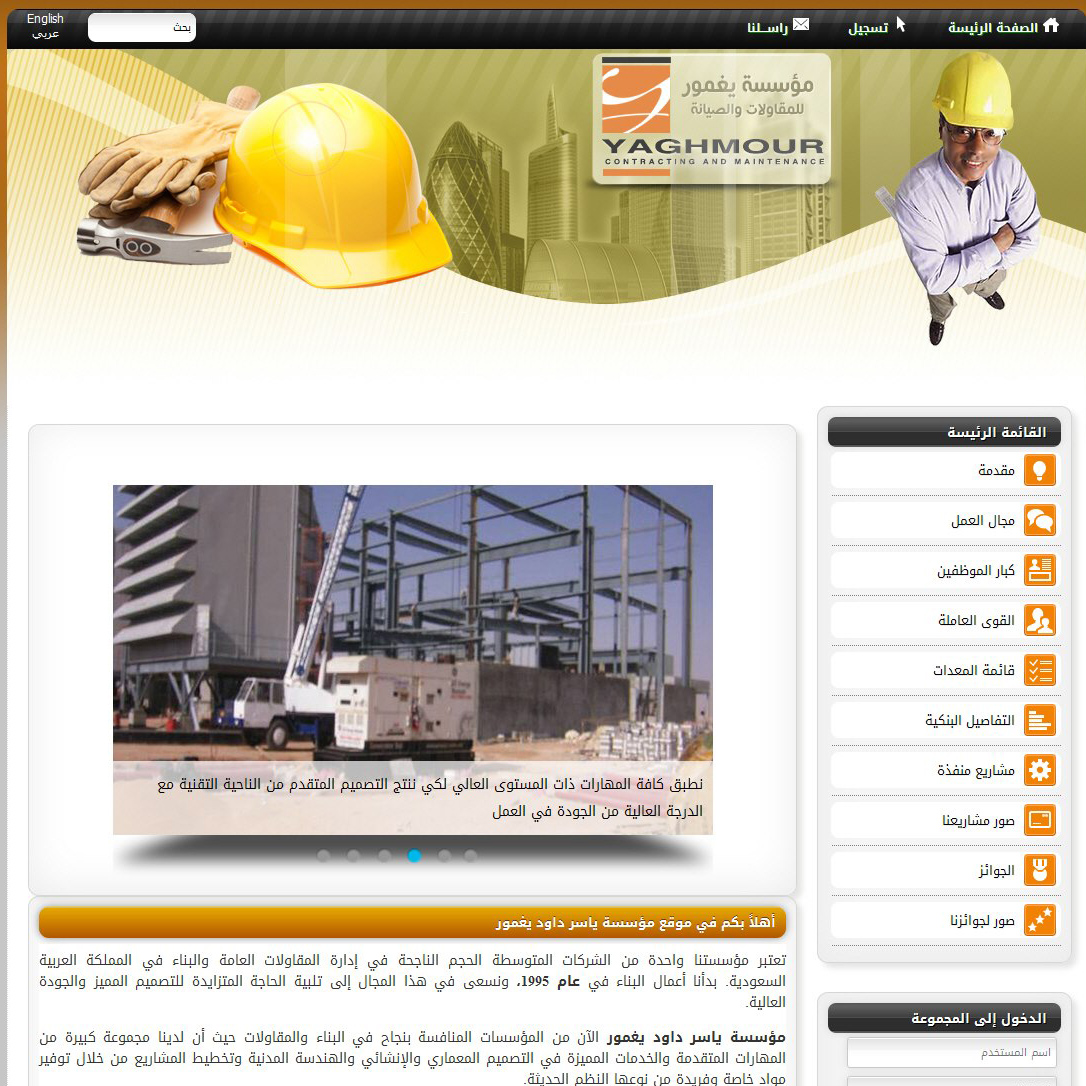 الصفحة الرئيسة
تسجيل
راســلنا
بحث
English
عربي
مؤسسة يغمور
للمقاولات والصيانة
YAGHMOUR
CONTRACTING AND MAINTENANCE
القائمة الرئيسة
مقدمة
مجال العمل
كبار الموظفين
القوى العاملة
قائمة المعدات
التفاصيل البنكية
مشاريع منفذة
صور مشاريعنا
الجوائز
صور لجوائزنا
الدخول إلى المجموعة
اسم المستخدم
نطبق كافة المهارات ذات المستوى العالي لكي ننتج التصميم المتقدم من الناحية التقنية مع
الدرجة العالية من الجودة في العمل
أهلاً بكم في موقع مؤسسة ياسر داود يغمور
تعتبر مؤسستنا واحدة من الشركات المتوسطة الحجم الناجحة في إدارة المقاولات العامة والبناء في المملكة العربية
السعودية. بدأنا أعمال البناء في عام 1995، ونسعى في هذا المجال إلى تلبية الحاجة المتزايدة للتصميم المميز والجودة
العالية.
مؤسسة ياسر داود يغمور الآن من المؤسسات المنافسة بنجاح في البناء والمقاولات حيث أن لدينا مجموعة كبيرة من
المهارات المتقدمة والخدمات المميزة في التصميم المعماري والإنشائي والهندسة المدنية وتخطيط المشاريع من خلال توفير
مواد خاصة وفريدة من نوعها النظم الحديثة.